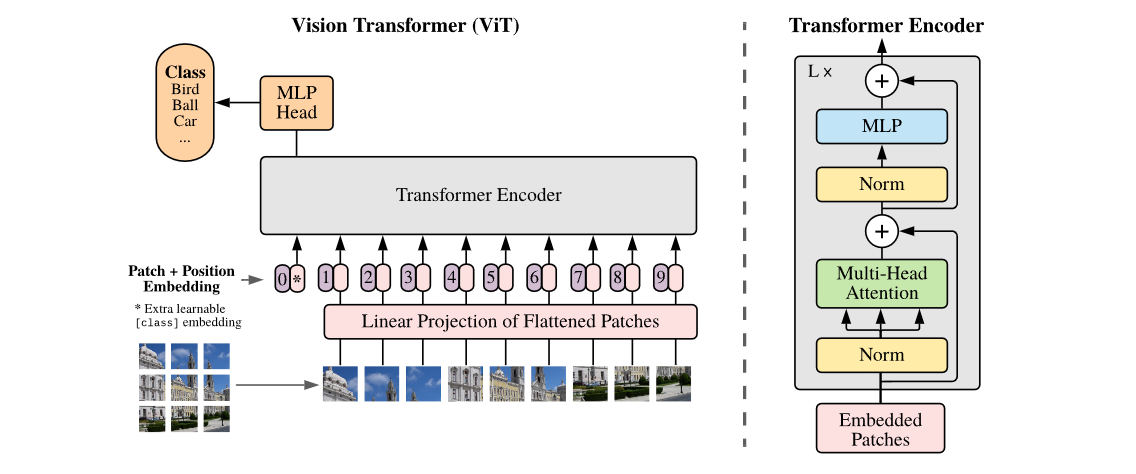 Vision Transformer (ViT)
Class
Bird
Ball
Car
...
MLP
Head
Transformer Encoder
Patch + Position
Embedding
0 * 1 2 3 4 5 6 7 8 9
* Extra learnable
[class] embedding
Linear Projection of Flattened Patches
Transformer Encoder
L x
+
MLP
Norm
+
Multi-Head
Attention
Norm
Embedded
Patches